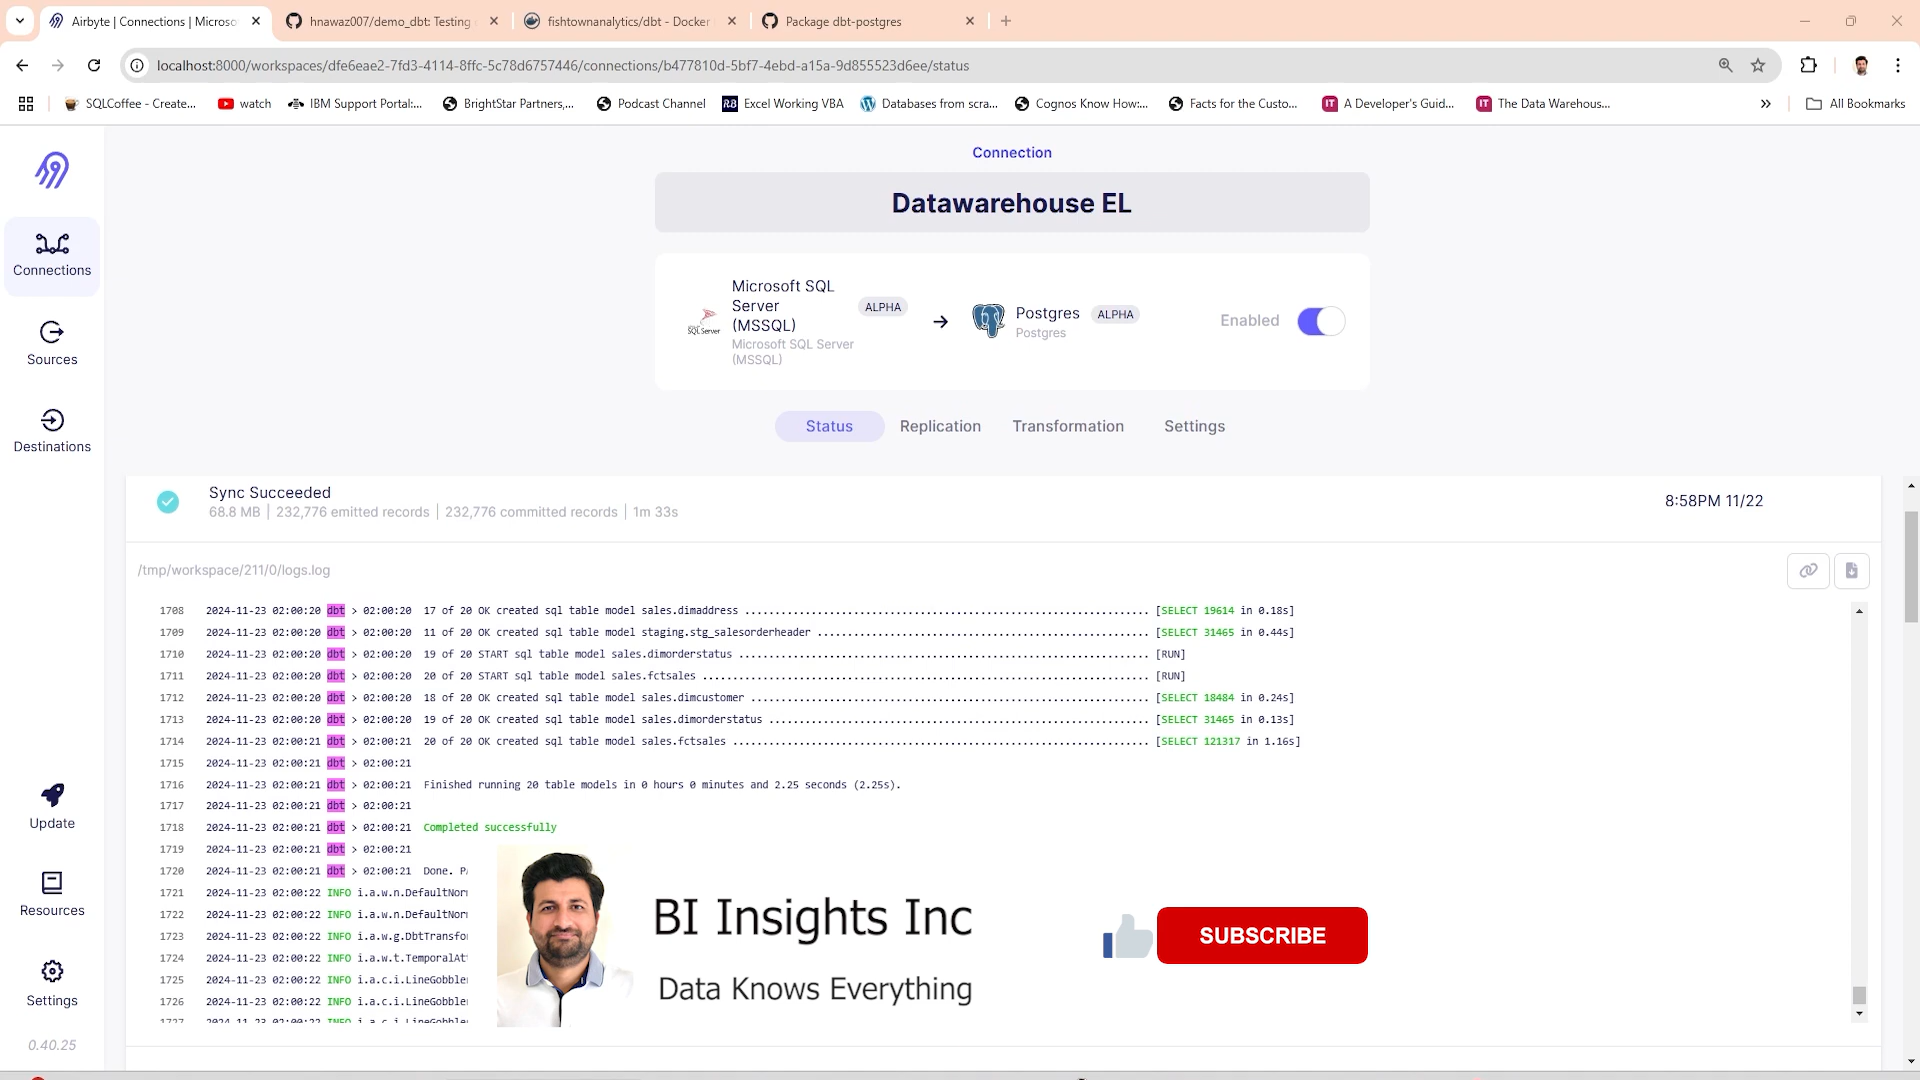 Airbyte | Connections | Microso
hnawaz007/demo_dbt: Testing
fishtownanalytics/dbt - Docker
Package dbt-postgres
localhost:8000/workspaces/dfe6eae2-7fd3-4114-8ffc-5c78d6757446/connections/b477810d-5bf7-4ebd-a15a-9d855523d6ee/status
SQLCoffee - Create...
watch
IBM Support Portal:...
BrightStar Partners,...
Podcast Channel
Excel Working VBA
Databases from scra...
Cognos Know How:...
Facts for the Custo...
A Developer's Guid...
The Data Warehous...
All Bookmarks
Connection
Datawarehouse EL
Microsoft SQL
Server
(MSSQL)
ALPHA
Microsoft SQL Server
(MSSQL)
SQL Server
Postgres
ALPHA
Postgres
Enabled
Connections
Sources
Destinations
Update
Resources
Settings
0.40.25
Status Replication Transformation Settings
Sync Succeeded
68.8 MB | 232,776 emitted records | 232,776 committed records | 1m 33s
8:58PM 11/22
/tmp/workspace/211/0/logs.log
1708 2024-11-23 02:00:20 dbt > 02:00:20 17 of 20 OK created sql table model sales.dimaddress ................................................................... [SELECT 19614 in 0.18s]
1709 2024-11-23 02:00:20 dbt > 02:00:20 11 of 20 OK created sql table model staging.stg_salesorderheader ....................................................... [SELECT 31465 in 0.44s]
1710 2024-11-23 02:00:20 dbt > 02:00:20 19 of 20 START sql table model sales.dimorderstatus .................................................................... [RUN]
1711 2024-11-23 02:00:20 dbt > 02:00:20 20 of 20 START sql table model sales.fctsales .......................................................................... [RUN]
1712 2024-11-23 02:00:20 dbt > 02:00:20 18 of 20 OK created sql table model sales.dimcustomer .................................................................. [SELECT 18484 in 0.24s]
1713 2024-11-23 02:00:20 dbt > 02:00:20 19 of 20 OK created sql table model sales.dimorderstatus ............................................................... [SELECT 31465 in 0.13s]
1714 2024-11-23 02:00:21 dbt > 02:00:21 20 of 20 OK created sql table model sales.fctsales ..................................................................... [SELECT 121317 in 1.16s]
1715 2024-11-23 02:00:21 dbt > 02:00:21
1716 2024-11-23 02:00:21 dbt > 02:00:21 Finished running 20 table models in 0 hours 0 minutes and 2.25 seconds (2.25s).
1717 2024-11-23 02:00:21 dbt > 02:00:21
1718 2024-11-23 02:00:21 dbt > 02:00:21 Completed successfully
1719 2024-11-23 02:00:21 dbt > 02:00:21
1720 2024-11-23 02:00:21 dbt > 02:00:21 Done.
1721 2024-11-23 02:00:22 INFO i.a.w.n.DefaultNor
1722 2024-11-23 02:00:22 INFO i.a.w.n.DefaultNor
1723 2024-11-23 02:00:22 INFO i.a.w.g.DbtTransfo
1724 2024-11-23 02:00:22 INFO i.a.w.t.TemporalAt
1725 2024-11-23 02:00:22 INFO i.a.c.i.LineGobble
1726 2024-11-23 02:00:22 INFO i.a.c.i.LineGobble
1727 2024-11-23 02:00:22 INFO i.a.c.i.LineGobble
BI Insights Inc
Data Knows Everything
SUBSCRIBE